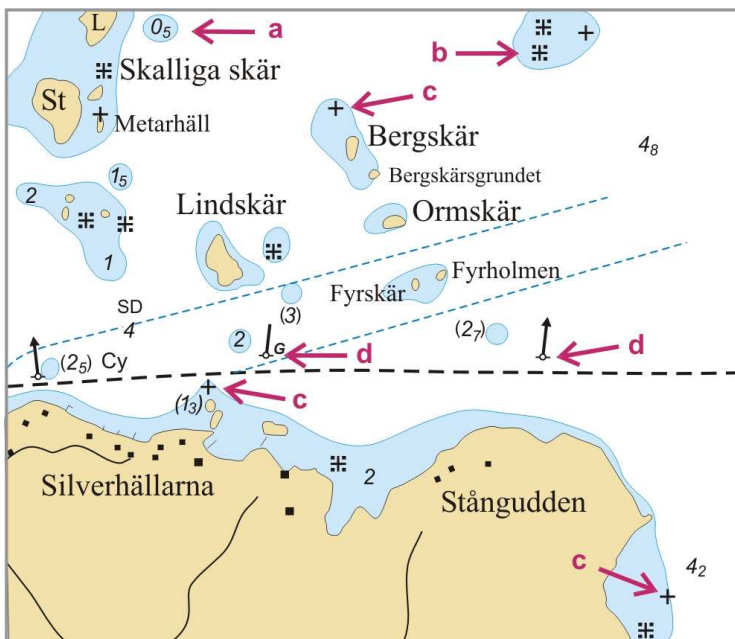 L
0₅
a
b
Skalliga skär
c
St
Metarhäll
Bergskär
4₈
1₅
Bergskärsgrundet
2
Lindskär
Ormskär
1
Fyrholmen
Fyrskär
SD
(3)
4
2
G
(2₇)
d
d
(2₅) Cy
c
(1₃)
2
Silverhällarna
Stångudden
c
4₂